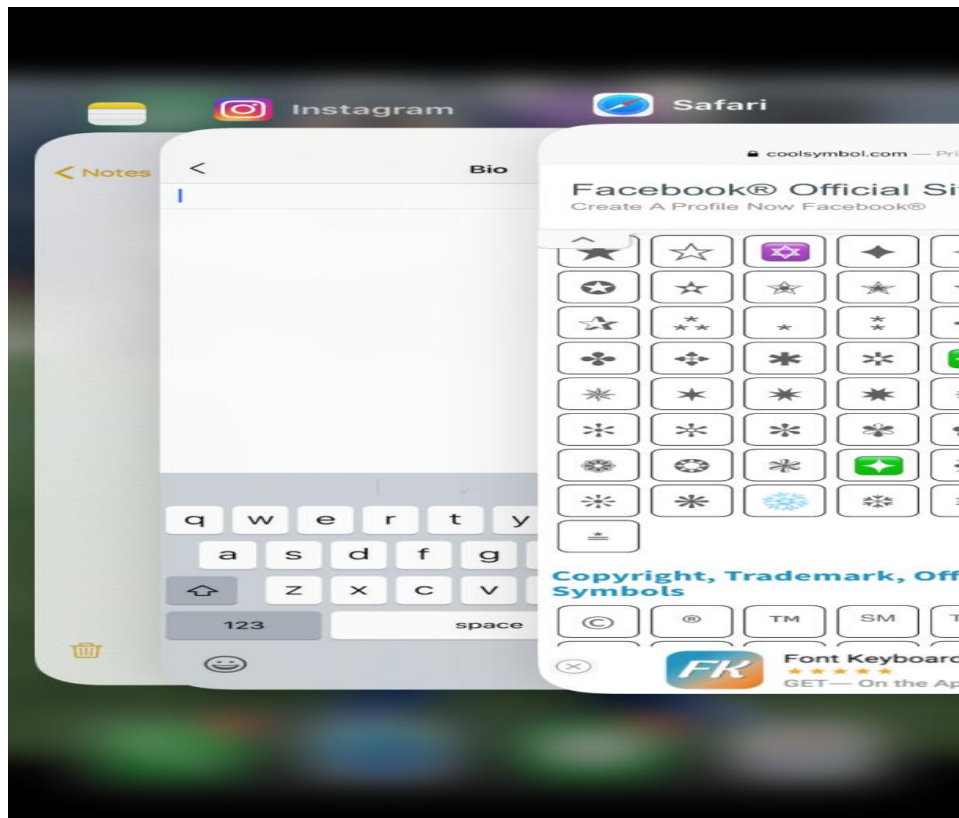 Instagram
Safari
Notes
Bio
coolsymbol.com — Pri
Facebook® Official Si
Create A Profile Now Facebook®
Copyright, Trademark, Off
Symbols
© ® TM SM
q w e r t y
a s d f g
z x c v
123 space
FK
Font Keyboard
GET— On the Ap